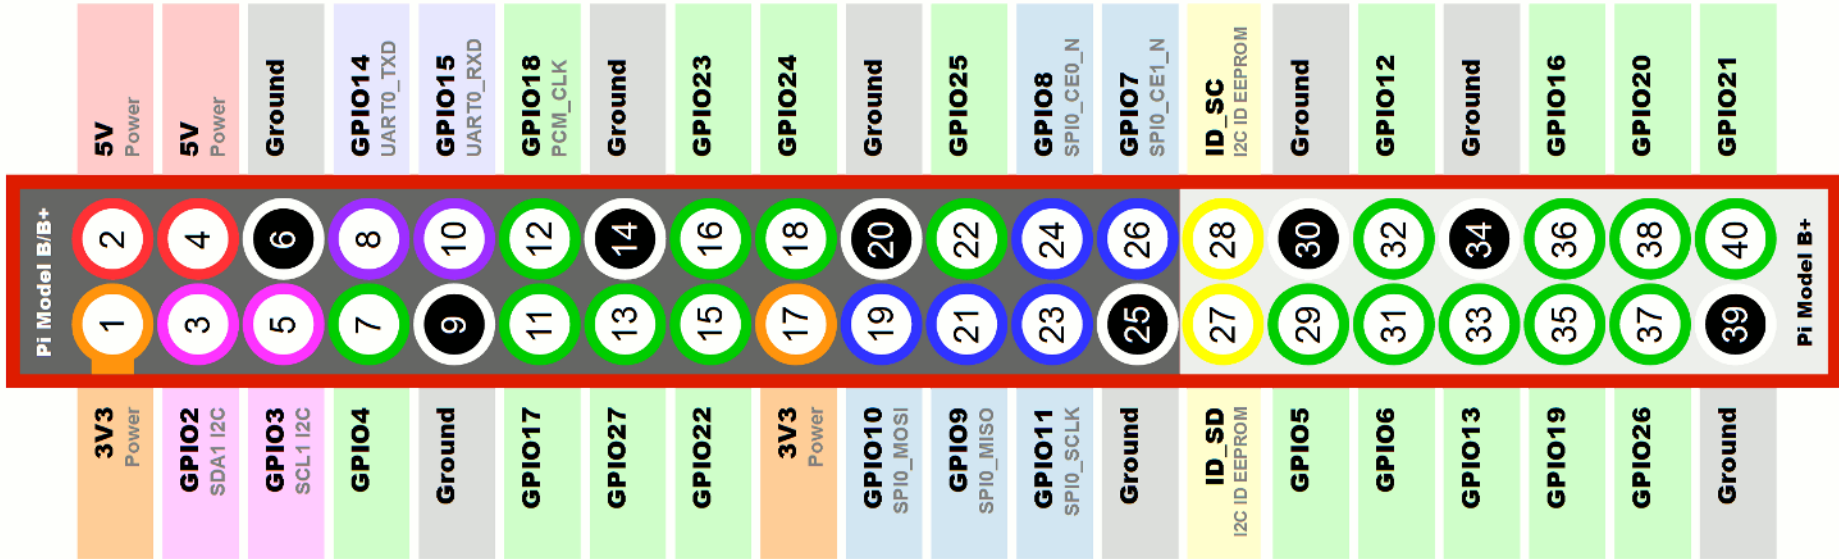 5V
Power
5V
Power
Ground
GPIO14
UART0_TXD
GPIO15
UART0_RXD
GPIO18
PCM_CLK
Ground
GPIO23
GPIO24
Ground
GPIO25
GPIO8
SPI0_CE0_N
GPIO7
SPI0_CE1_N
ID_SC
I2C ID EEPROM
Ground
GPIO12
Ground
GPIO16
GPIO20
GPIO21
Pi Model B/B+
2 4 6 8 10 12 14 16 18 20 22 24 26 28 30 32 34 36 38 40
1 3 5 7 9 11 13 15 17 19 21 23 25 27 29 31 33 35 37 39
Pi Model B+
3V3
Power
GPIO2
SDA1 I2C
GPIO3
SCL1 I2C
GPIO4
Ground
GPIO17
GPIO27
GPIO22
3V3
Power
GPIO10
SPI0_MOSI
GPIO9
SPI0_MISO
GPIO11
SPI0_SCLK
Ground
ID_SD
I2C ID EEPROM
GPIO5
GPIO6
GPIO13
GPIO19
GPIO26
Ground